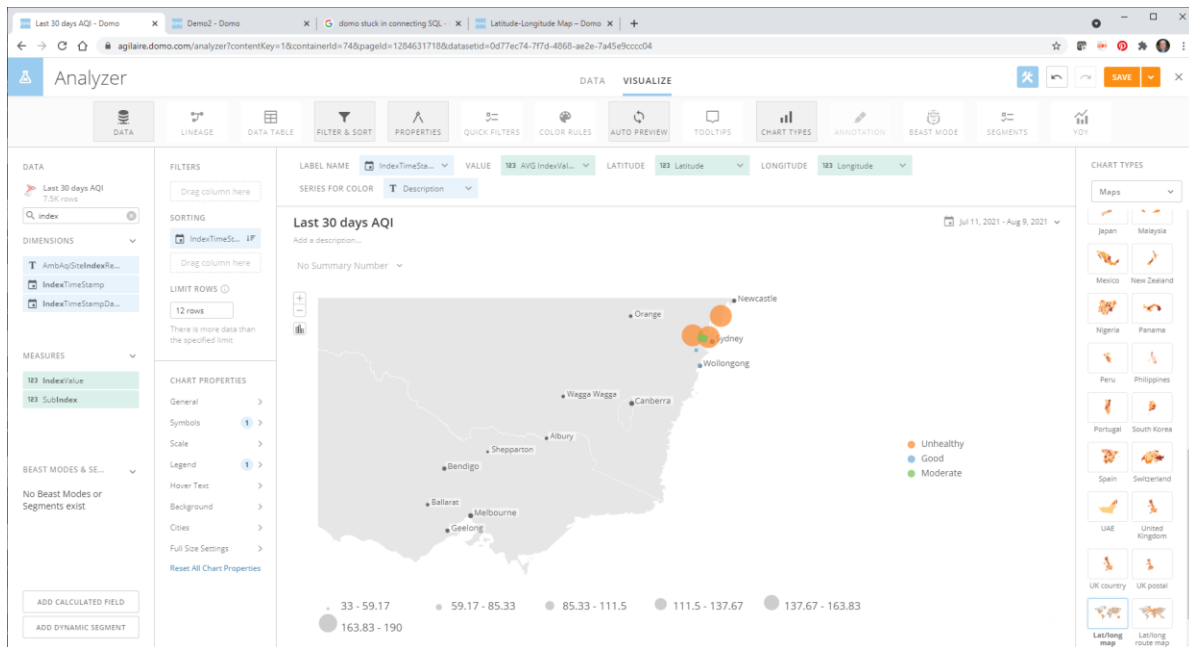 Last 30 days AQI - Domo
Demo2 - Domo
domo stuck in connecting SQL -
Latitude-Longitude Map – Domo
agilaire.domo.com/analyzer?contentKey=1&containerId=74&pageId=1284631718&datasetid=0d77ec74-7f7d-4868-ae2e-7a45e9cccc04
Analyzer
DATA
VISUALIZE
SAVE
DATA
LINEAGE
DATA TABLE
FILTER & SORT
PROPERTIES
QUICK FILTERS
COLOR RULES
AUTO PREVIEW
TOOLTIPS
CHART TYPES
ANNOTATION
BEAST MODE
SEGMENTS
YOY
DATA
Last 30 days AQI
7.5K rows
index
DIMENSIONS
T AmbAqiSiteIndexRe...
IndexTimeStamp
IndexTimeStampDa...
MEASURES
123 IndexValue
123 SubIndex
BEAST MODES & SE...
No Beast Modes or
Segments exist
ADD CALCULATED FIELD
ADD DYNAMIC SEGMENT
FILTERS
Drag column here
SORTING
IndexTimeSt...
Drag column here
LIMIT ROWS
12 rows
There is more data than
the specified limit
CHART PROPERTIES
General
Symbols 1
Scale
Legend 1
Hover Text
Background
Cities
Full Size Settings
Reset All Chart Properties
LABEL NAME IndexTimeSta... VALUE 123 AVG IndexVal... LATITUDE 123 Latitude LONGITUDE 123 Longitude
SERIES FOR COLOR T Description
Last 30 days AQI
Jul 11, 2021 - Aug 9, 2021
Add a description...
No Summary Number
Newcastle
Orange
Sydney
Wollongong
Wagga Wagga
Canberra
Albury
Shepparton
Bendigo
Ballarat
Melbourne
Geelong
Unhealthy
Good
Moderate
33 - 59.17
59.17 - 85.33
85.33 - 111.5
111.5 - 137.67
137.67 - 163.83
163.83 - 190
CHART TYPES
Maps
Japan
Malaysia
Mexico
New Zealand
Nigeria
Panama
Peru
Philippines
Portugal
South Korea
Spain
Switzerland
UAE
United
Kingdom
UK country
UK postal
Lat/long
map
Lat/long
route map